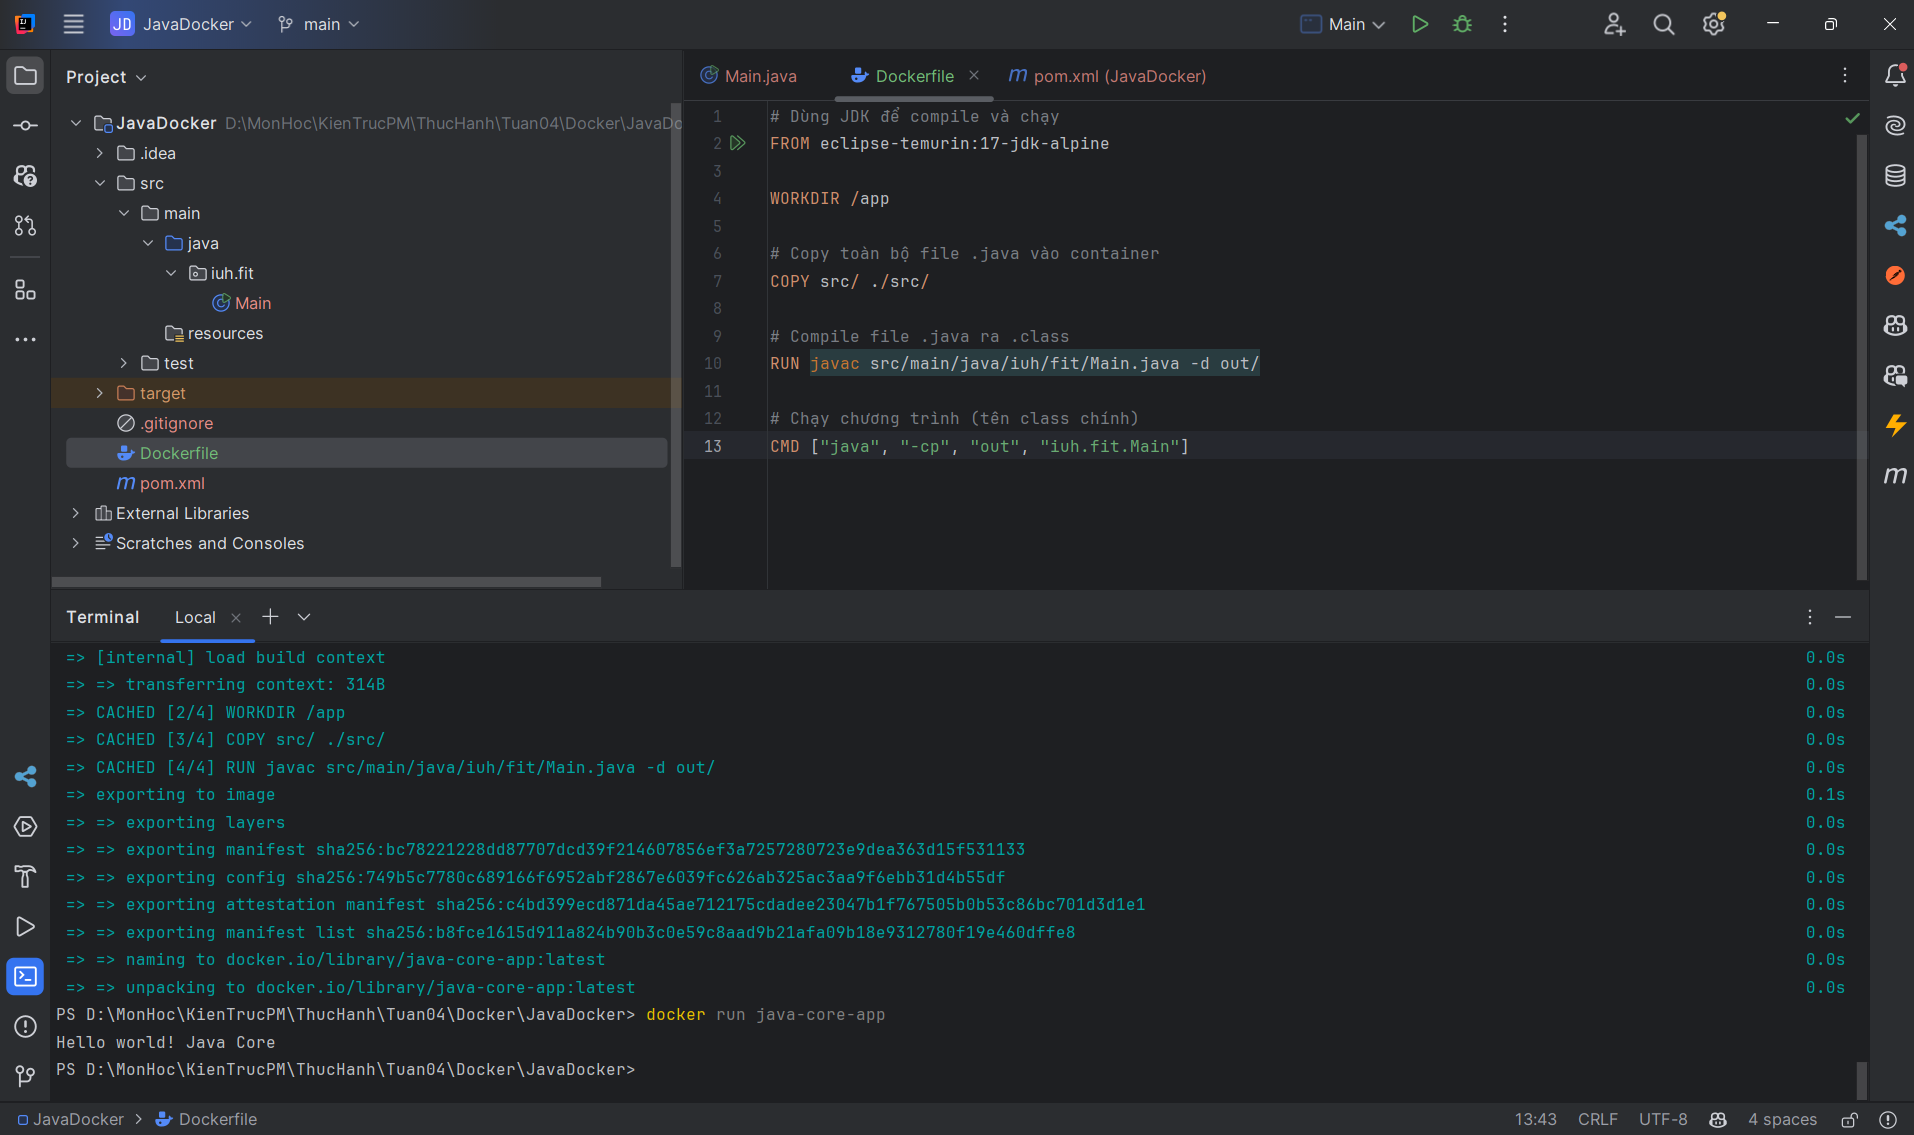 JD JavaDocker main Main
Project
JavaDocker D:\MonHoc\KienTrucPM\ThucHanh\Tuan04\Docker\JavaDo
.idea
src
main
java
iuh.fit
Main
resources
test
target
.gitignore
Dockerfile
m pom.xml
External Libraries
Scratches and Consoles
Main.java Dockerfile m pom.xml (JavaDocker)
1 # Dùng JDK để compile và chạy
2 FROM eclipse-temurin:17-jdk-alpine
3
4 WORKDIR /app
5
6 # Copy toàn bộ file .java vào container
7 COPY src/ ./src/
8
9 # Compile file .java ra .class
10 RUN javac src/main/java/iuh/fit/Main.java -d out/
11
12 # Chạy chương trình (tên class chính)
13 CMD ["java", "-cp", "out", "iuh.fit.Main"]
m
Terminal Local
=> [internal] load build context 0.0s
=> => transferring context: 314B 0.0s
=> CACHED [2/4] WORKDIR /app 0.0s
=> CACHED [3/4] COPY src/ ./src/ 0.0s
=> CACHED [4/4] RUN javac src/main/java/iuh/fit/Main.java -d out/ 0.0s
=> exporting to image 0.1s
=> => exporting layers 0.0s
=> => exporting manifest sha256:bc78221228dd87707dcd39f214607856ef3a7257280723e9dea363d15f531133 0.0s
=> => exporting config sha256:749b5c7780c689166f6952abf2867e6039fc626ab325ac3aa9f6ebb31d4b55df 0.0s
=> => exporting attestation manifest sha256:c4bd399ecd871da45ae712175cdadee23047b1f767505b0b53c86bc701d3d1e1 0.0s
=> => exporting manifest list sha256:b8fce1615d911a824b90b3c0e59c8aad9b21afa09b18e9312780f19e460dffe8 0.0s
=> => naming to docker.io/library/java-core-app:latest 0.0s
=> => unpacking to docker.io/library/java-core-app:latest 0.0s
PS D:\MonHoc\KienTrucPM\ThucHanh\Tuan04\Docker\JavaDocker> docker run java-core-app
Hello world! Java Core
PS D:\MonHoc\KienTrucPM\ThucHanh\Tuan04\Docker\JavaDocker>
JavaDocker > Dockerfile 13:43 CRLF UTF-8 4 spaces